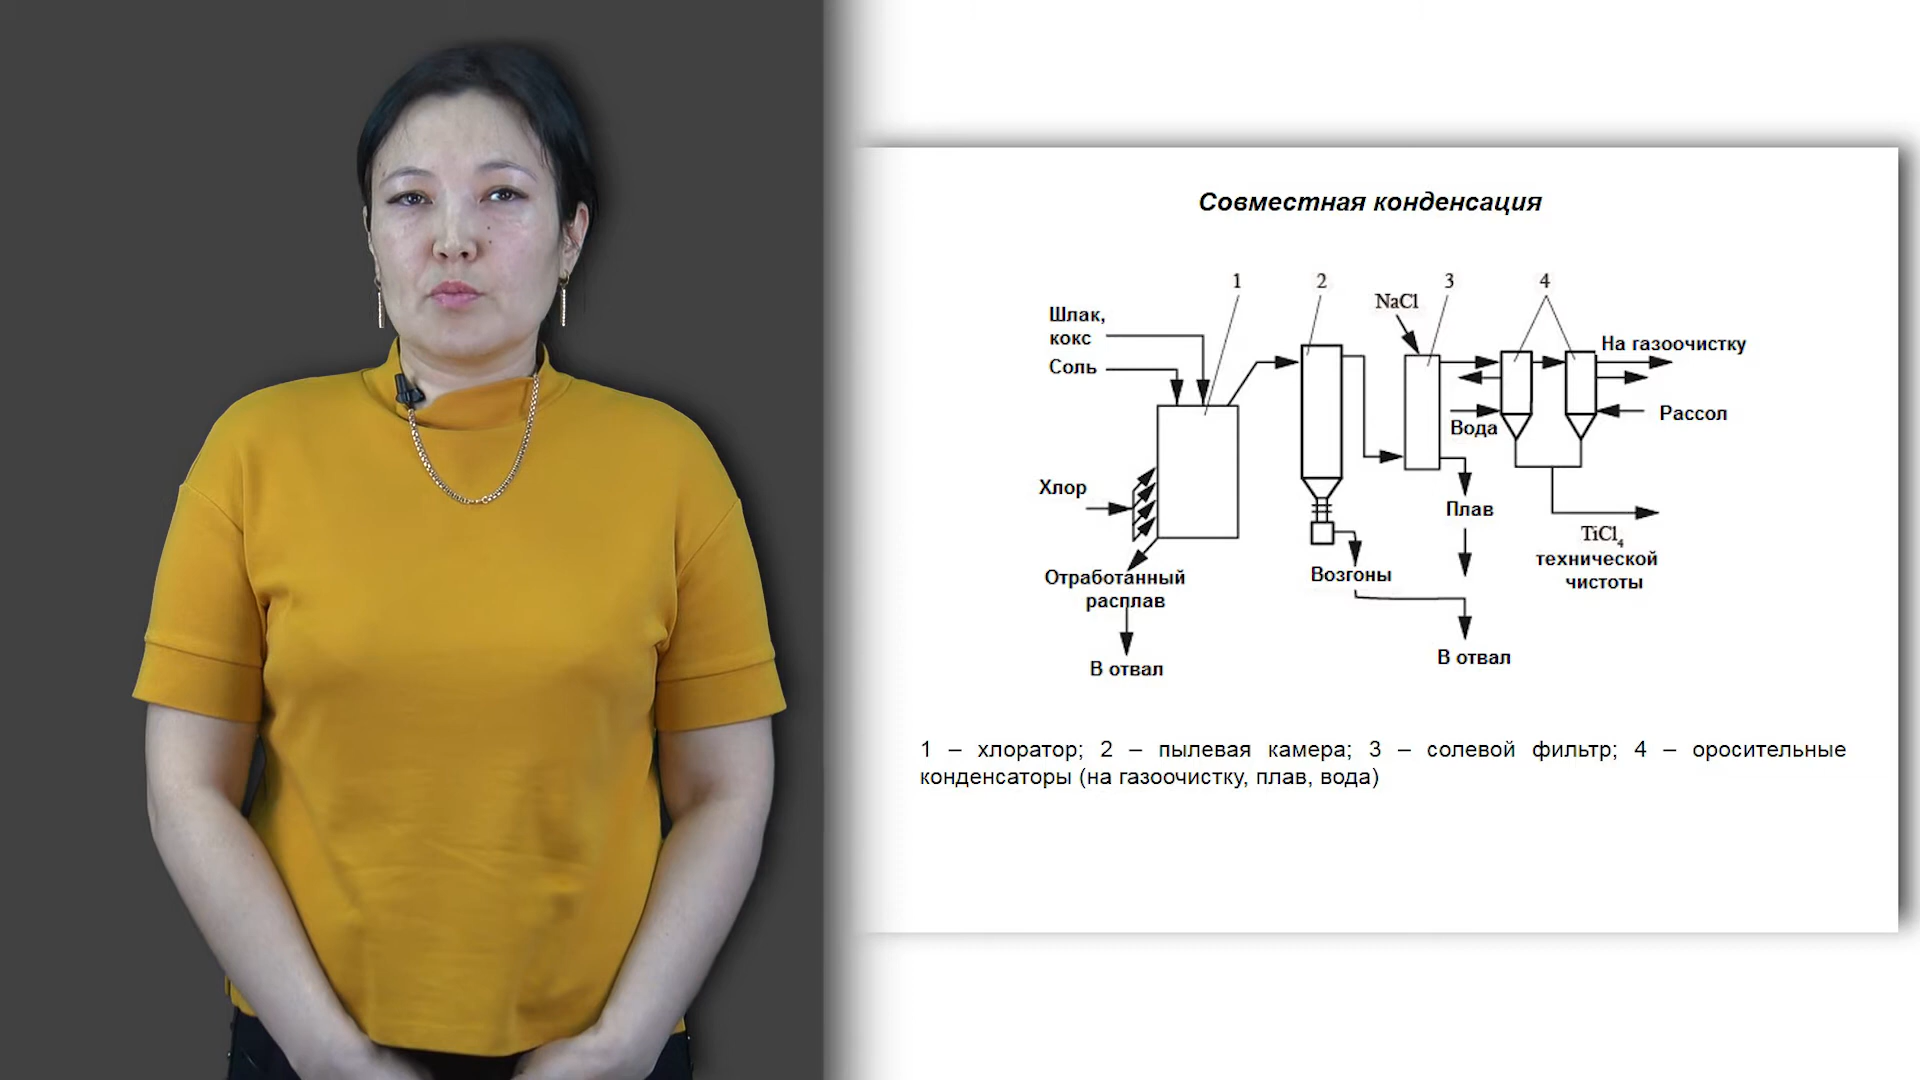 Совместная конденсация
1
2
3
4
NaCl
Шлак,
кокс
Соль
На газоочистку
Вода
Рассол
Хлор
Плав
TiCl4
технической
чистоты
Отработанный
расплав
Возгоны
В отвал
В отвал
1 – хлоратор; 2 – пылевая камера; 3 – солевой фильтр; 4 – оросительные
конденсаторы (на газоочистку, плав, вода)